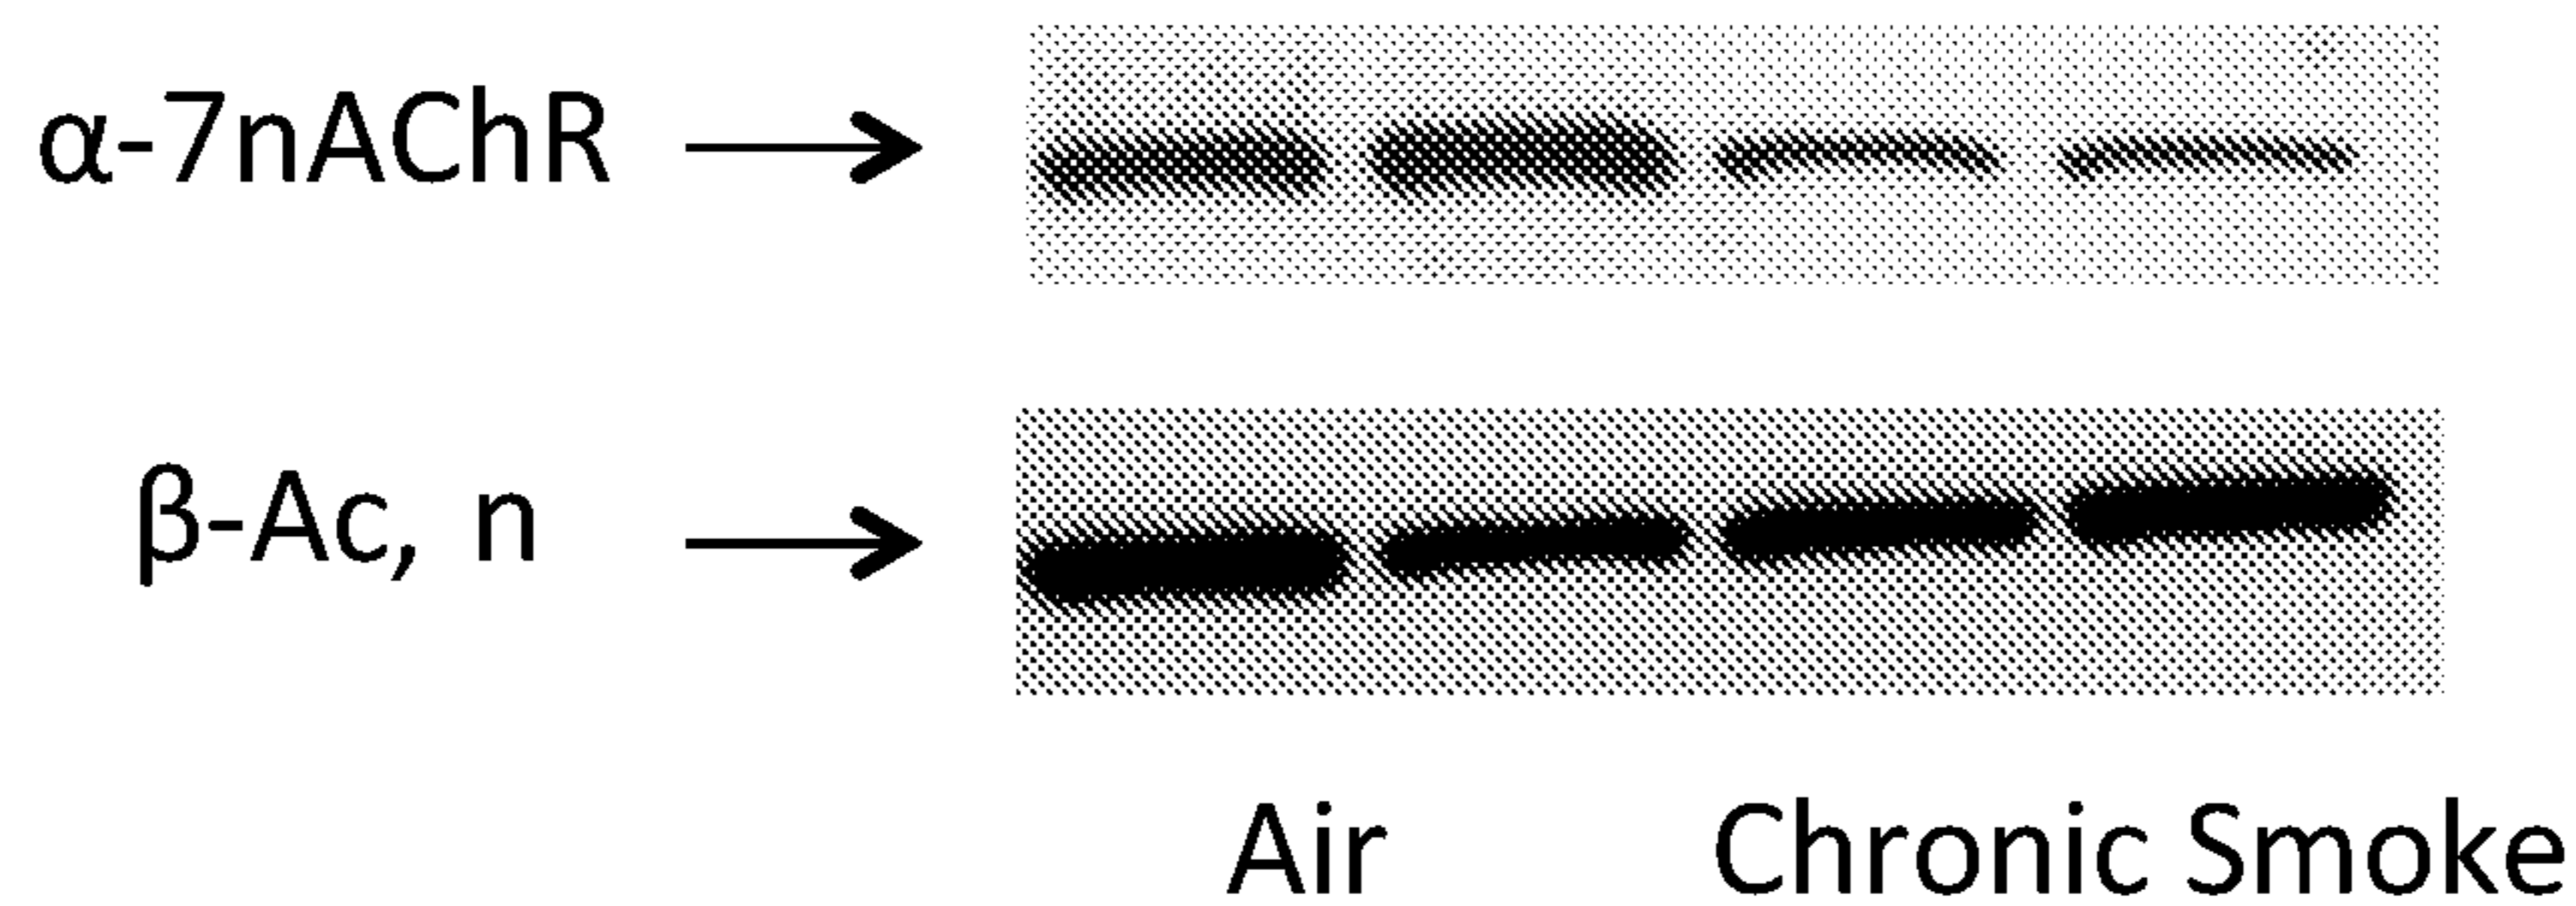 α-7nAChR
β-Ac, n
Air
Chronic Smoke